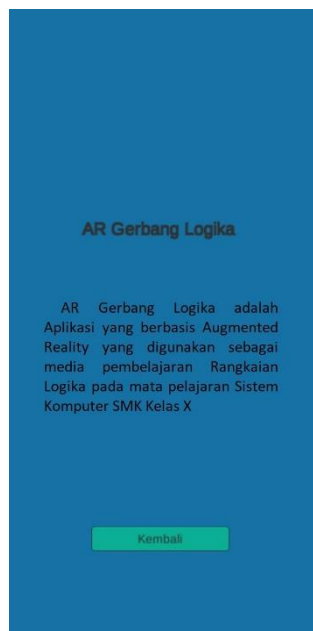 AR Gerbang Logika
AR Gerbang Logika adalah
Aplikasi yang berbasis Augmented
Reality yang digunakan sebagai
media pembelajaran Rangkaian
Logika pada mata pelajaran Sistem
Komputer SMK Kelas X
Kembali